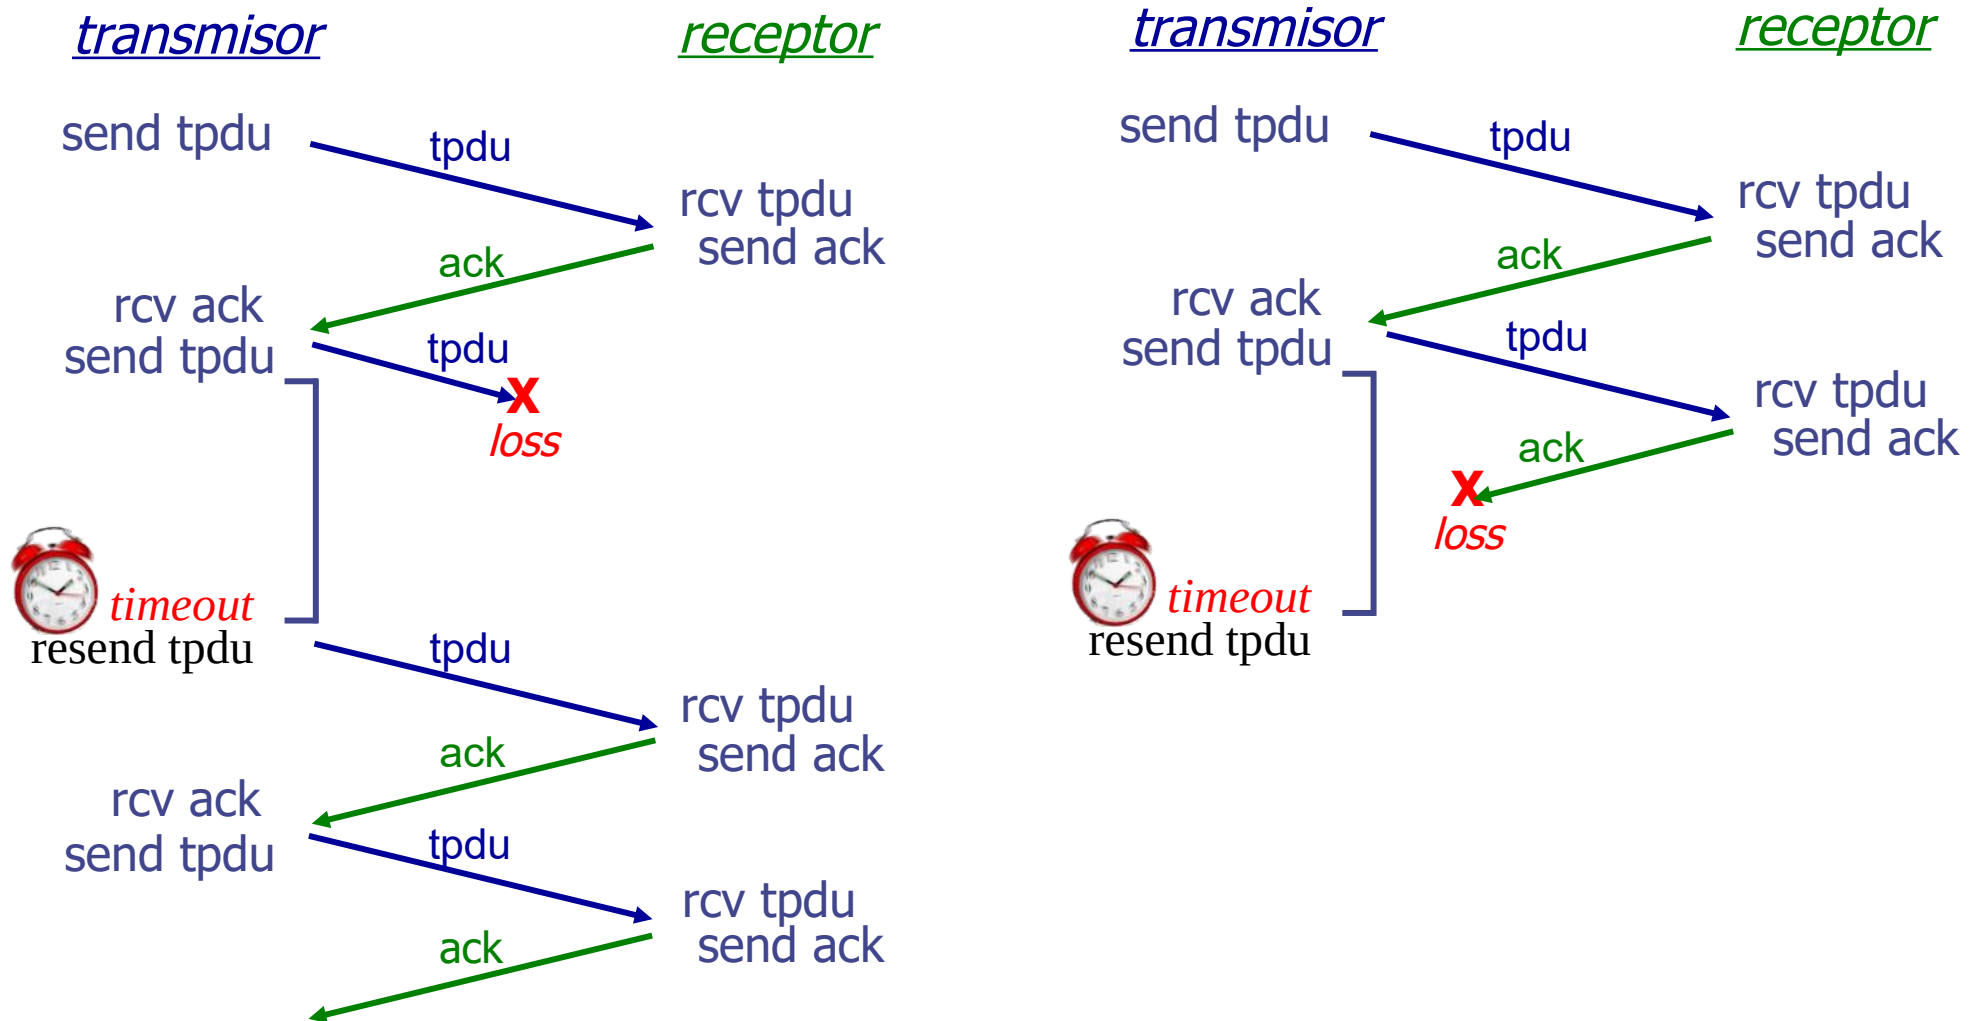 transmisor
receptor
send tpdu
tpdu
rcv tpdu
send ack
ack
rcv ack
send tpdu
tpdu
X
loss
timeout
resend tpdu
tpdu
rcv tpdu
send ack
ack
rcv ack
send tpdu
tpdu
rcv tpdu
send ack
ack
transmisor
receptor
send tpdu
tpdu
rcv tpdu
send ack
ack
rcv ack
send tpdu
tpdu
rcv tpdu
send ack
ack
X
loss
timeout
resend tpdu